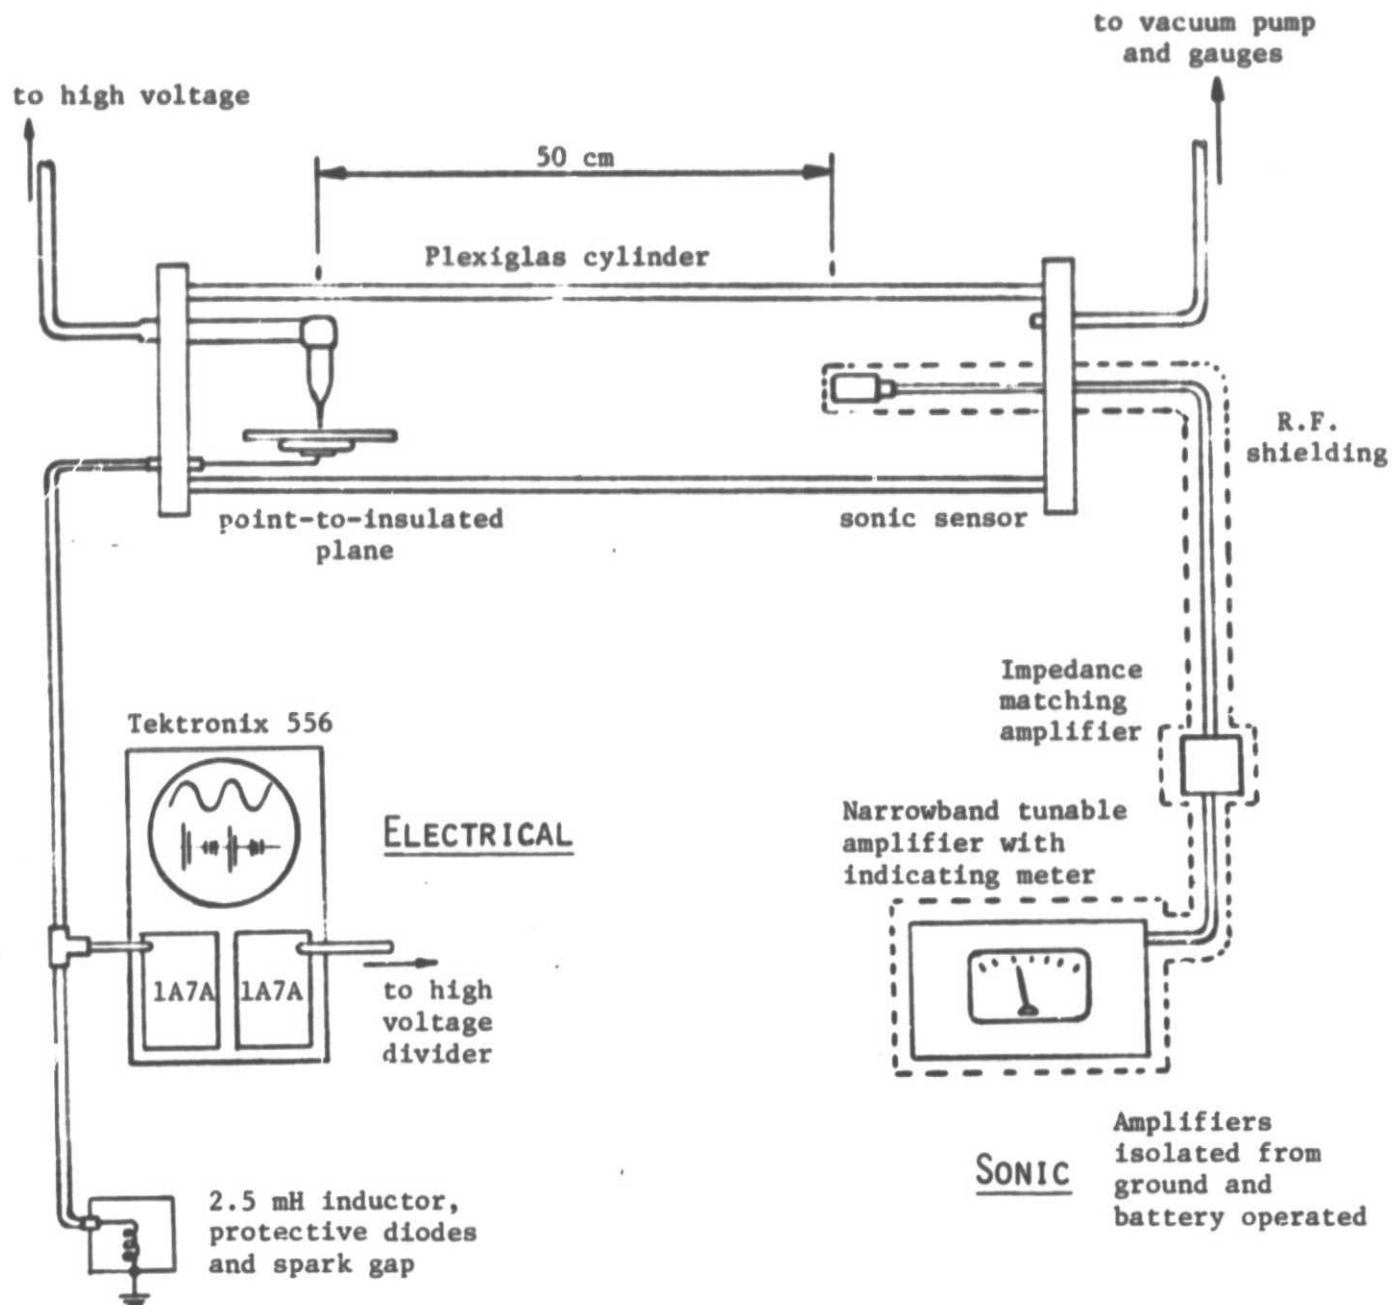 to vacuum pump
and gauges
to high voltage
50 cm
Plexiglas cylinder
R.F.
shielding
point-to-insulated
plane
sonic sensor
Impedance
matching
amplifier
Tektronix 556
Narrowband tunable
amplifier with
indicating meter
ELECTRICAL
1A7A
1A7A
to high
voltage
divider
Amplifiers
isolated from
ground and
battery operated
SONIC
2.5 mH inductor,
protective diodes
and spark gap